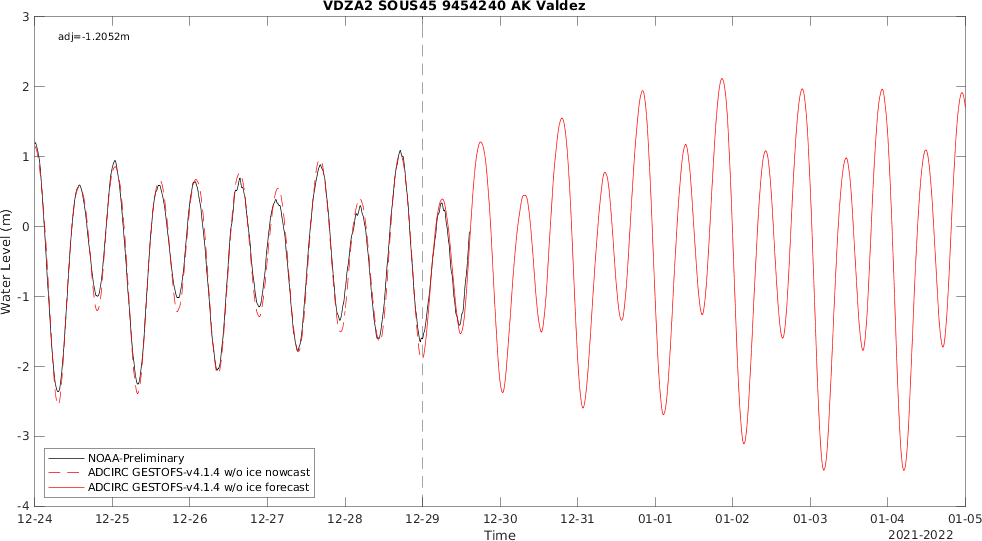 VDZA2 SOUS45 9454240 AK Valdez
adj=-1.2052m
3
2
1
0
-1
-2
-3
-4
Water Level (m)
NOAA-Preliminary
ADCIRC GESTOFS-v4.1.4 w/o ice nowcast
ADCIRC GESTOFS-v4.1.4 w/o ice forecast
12-24 12-25 12-26 12-27 12-28 12-29 12-30 12-31 01-01 01-02 01-03 01-04 01-05
Time
2021-2022